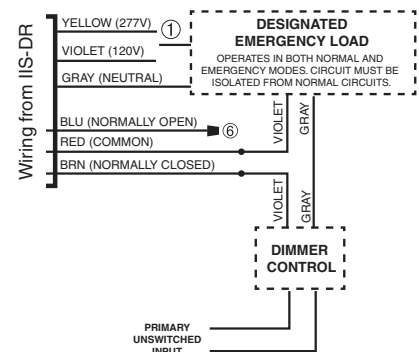 YELLOW (277V)
①
VIOLET (120V)
GRAY (NEUTRAL)
BLU (NORMALLY OPEN)
⑥
RED (COMMON)
BRN (NORMALLY CLOSED)
Wiring from IIS-DR
DESIGNATED
EMERGENCY LOAD
OPERATES IN BOTH NORMAL AND
EMERGENCY MODES. CIRCUIT MUST BE
ISOLATED FROM NORMAL CIRCUITS.
VIOLET
GRAY
VIOLET
GRAY
DIMMER
CONTROL
PRIMARY
UNSWITCHED
INPUT